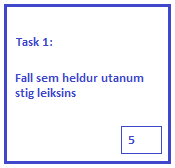 Task 1:
Fall sem heldur utanum
stig leiksins
5